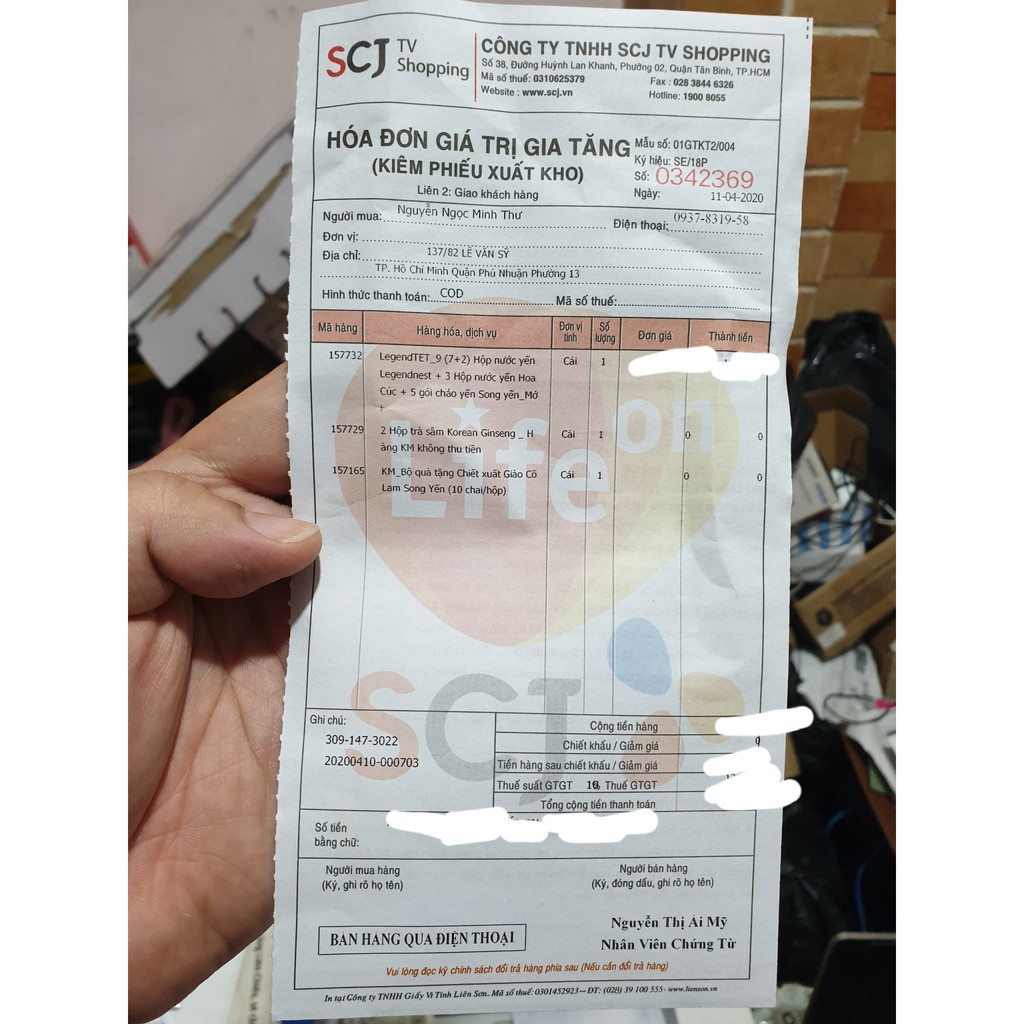 SCJ TV Shopping
CÔNG TY TNHH SCJ TV SHOPPING
Số 38, Đường Huỳnh Lan Khanh, Phường 02, Quận Tân Bình, TP.HCM
Mã số thuế: 0310625379 Fax : 028 3844 6326
Website : www.scj.vn Hotline: 1900 8055
HÓA ĐƠN GIÁ TRỊ GIA TĂNG
(KIÊM PHIẾU XUẤT KHO)
Liên 2: Giao khách hàng
Mẫu số: 01GTKT2/004
Ký hiệu: SE/18P
Số: 0342369
Ngày: 11-04-2020
Người mua: Nguyễn Ngọc Minh Thư Điện thoại: 0937-8319-58
Đơn vị:
Địa chỉ: 137/82 LÊ VĂN SỸ
TP. Hồ Chí Minh Quận Phú Nhuận Phường 13
Hình thức thanh toán: COD Mã số thuế:
Mã hàng Hàng hóa, dịch vụ Đơn vị tính Số lượng Đơn giá Thành tiền
157732 LegendTET_9 (7+2) Hộp nước yến Cái 1
Legendnest + 3 Hộp nước yến Hoa
Cúc + 5 gói cháo yến Song yến_Mớ
i
157729 2 Hộp trà sâm Korean Ginseng _ H Cái 1 0 0
àng KM không thu tiền
157165 KM_Bộ quà tặng Chiết xuất Giảo Cổ Cái 1 0 0
Lam Song Yến (10 chai/hộp)
Life on
SCJ
Ghi chú:
309-147-3022
20200410-000703
Cộng tiền hàng
Chiết khấu / Giảm giá 0
Tiền hàng sau chiết khấu / Giảm giá
Thuế suất GTGT Thuế GTGT
Tổng cộng tiền thanh toán
Số tiền
bằng chữ:
Người mua hàng
(Ký, ghi rõ họ tên)
Người bán hàng
(Ký, đóng dấu, ghi rõ họ tên)
BÁN HÀNG QUA ĐIỆN THOẠI
Nguyễn Thị Ái Mỹ
Nhân Viên Chứng Từ
Vui lòng đọc kỹ chính sách đổi trả hàng phía sau (Nếu cần đổi trả hàng)
In tại Công ty TNHH Giấy Vi Tính Liên Sơn. Mã số thuế: 0301452923 -- ĐT: (028) 39 100 555 - www.lienson.vn